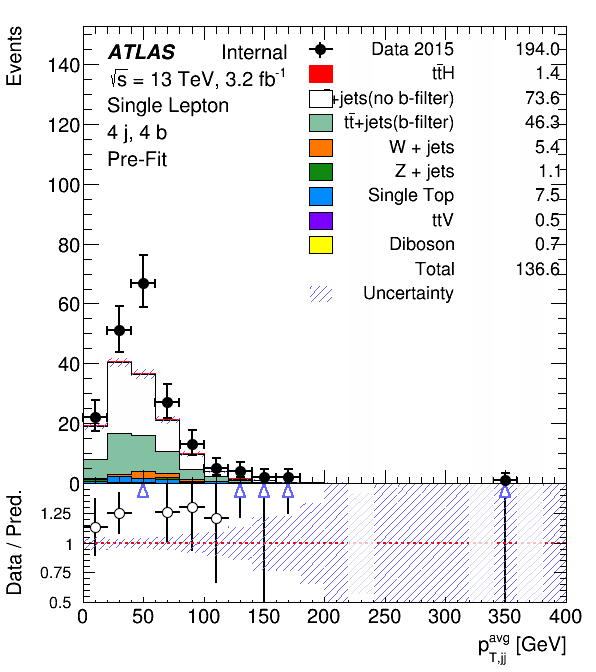 Events
ATLAS Internal
√s = 13 TeV, 3.2 fb⁻¹
Single Lepton
4 j, 4 b
Pre-Fit
Data 2015 194.0
tt̄H 1.4
+jets(no b-filter) 73.6
tt̄+jets(b-filter) 46.3
W + jets 5.4
Z + jets 1.1
Single Top 7.5
ttV 0.5
Diboson 0.7
Total 136.6
Uncertainty
140
120
100
80
60
40
20
0
Data / Pred.
1.25
1
0.75
0.5
0 50 100 150 200 250 300 350 400
p_{T,jj}^{avg} [GeV]